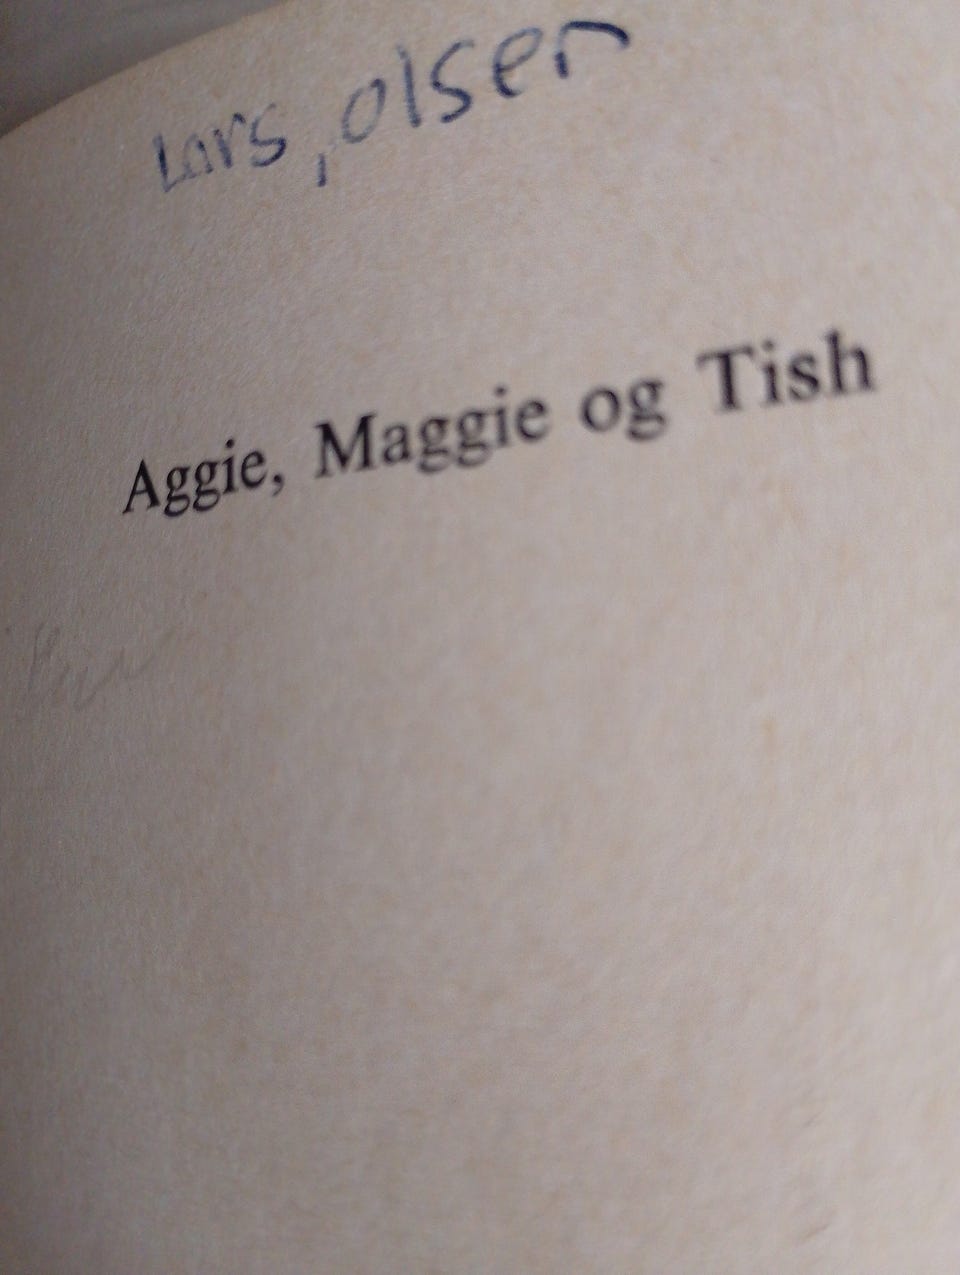 Lars, olsen
Aggie, Maggie og Tish